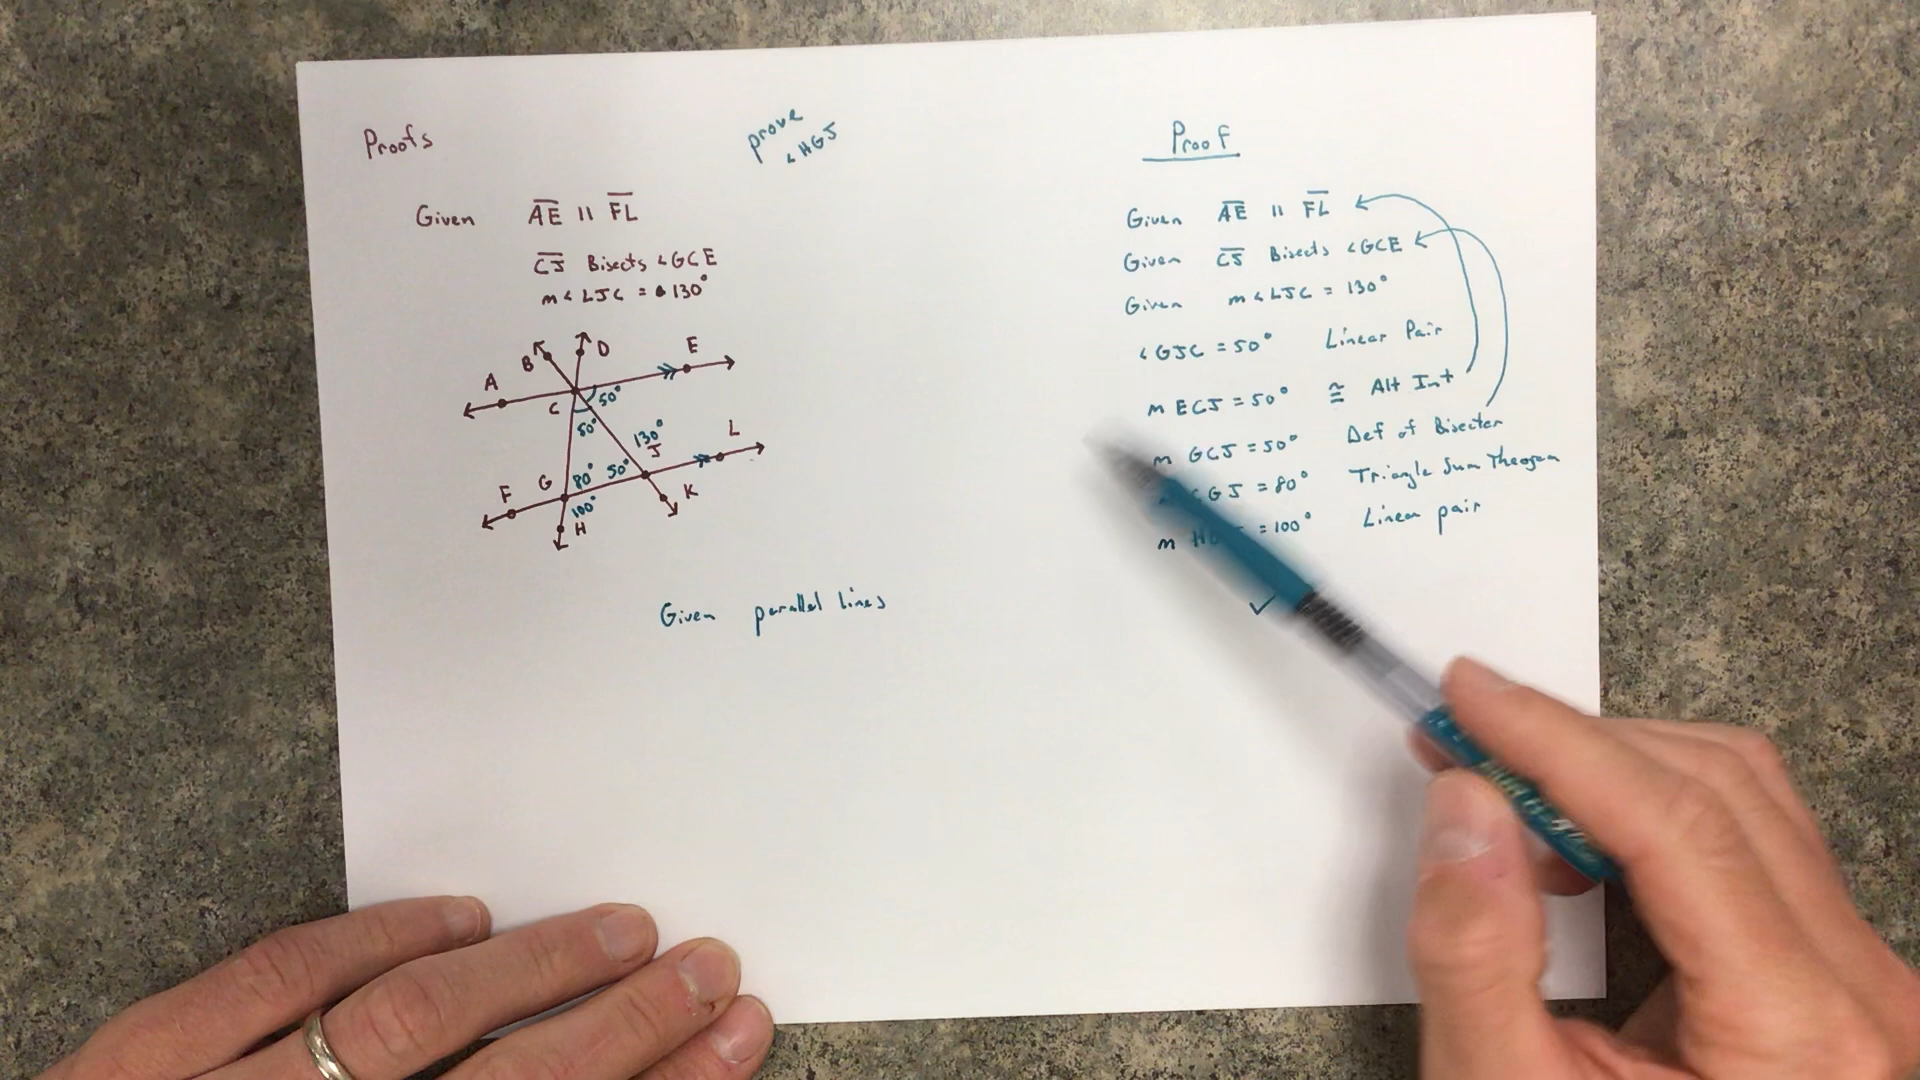 Proofs
prove
∠HGJ
Given AE || FL
CJ Bisects ∠GCE
m∠LJC = 130°
B
D
E
A
C
50°
50°
130°
J
L
G
80°
50°
F
K
100°
H
Given parallel lines
Proof
Given AE || FL
Given CJ Bisects ∠GCE
Given m∠LJC = 130°
∠GJC = 50° Linear Pair
m ECJ = 50° ≅ Alt Int
m GCJ = 50° Def of Bisecter
GJ = 80° Triangle Sum Theorem
m = 100° Linear pair
✓